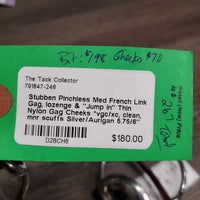 Bit: $198 Cheeks $70
The Tack Collector
791847-246
Stubben Pinchless Med French Link
Gag, lozenge & "Jump In" Thin
Nylon Gag Cheeks *vgc/xc, clean,
mnr scuffs Silver/Aurigan 5.75/6"
D2BCH6
$180.00